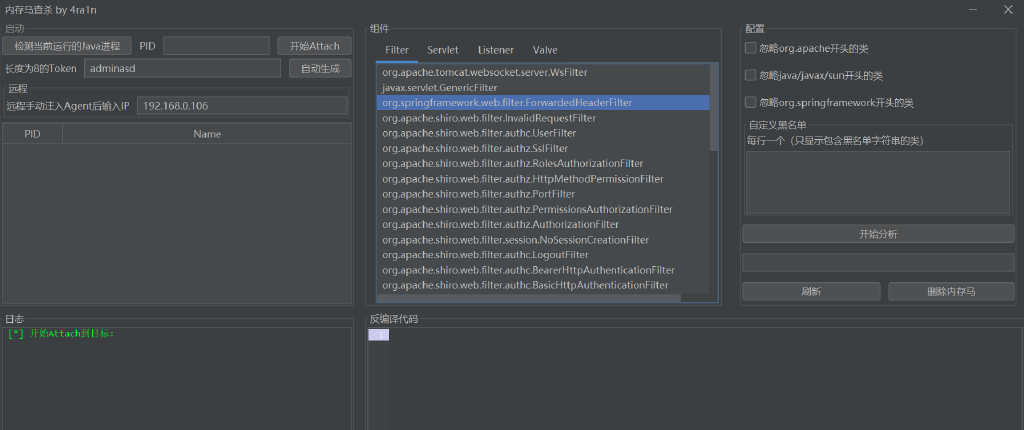 内存马查杀 by 4ra1n
启动
检测当前运行的Java进程 PID 开始Attach
长度为8的Token adminasd 自动生成
远程
远程手动注入Agent后输入IP 192.168.0.106
PID Name
组件
Filter Servlet Listener Valve
org.apache.tomcat.websocket.server.WsFilter
javax.servlet.GenericFilter
org.springframework.web.filter.ForwardedHeaderFilter
org.apache.shiro.web.filter.InvalidRequestFilter
org.apache.shiro.web.filter.authc.UserFilter
org.apache.shiro.web.filter.authz.SslFilter
org.apache.shiro.web.filter.authz.RolesAuthorizationFilter
org.apache.shiro.web.filter.authz.HttpMethodPermissionFilter
org.apache.shiro.web.filter.authz.PortFilter
org.apache.shiro.web.filter.authz.PermissionsAuthorizationFilter
org.apache.shiro.web.filter.authz.AuthorizationFilter
org.apache.shiro.web.filter.session.NoSessionCreationFilter
org.apache.shiro.web.filter.authc.LogoutFilter
org.apache.shiro.web.filter.authc.BearerHttpAuthenticationFilter
org.apache.shiro.web.filter.authc.BasicHttpAuthenticationFilter
配置
忽略org.apache开头的类
忽略java/javax/sun开头的类
忽略org.springframework开头的类
自定义黑名单
每行一个（只显示包含黑名单字符串的类）
开始分析
刷新 删除内存马
日志
[*] 开始Attach到目标:
反编译代码
1